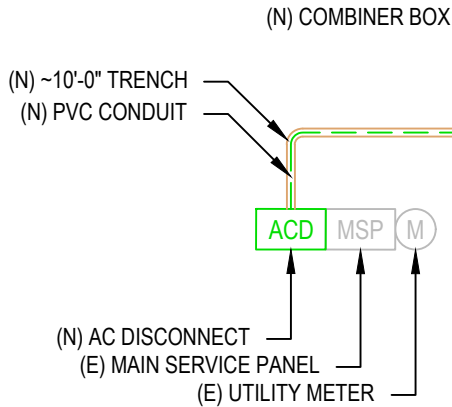 (N) COMBINER BOX
(N) ~10'-0" TRENCH
(N) PVC CONDUIT
ACD MSP M
(N) AC DISCONNECT
(E) MAIN SERVICE PANEL
(E) UTILITY METER